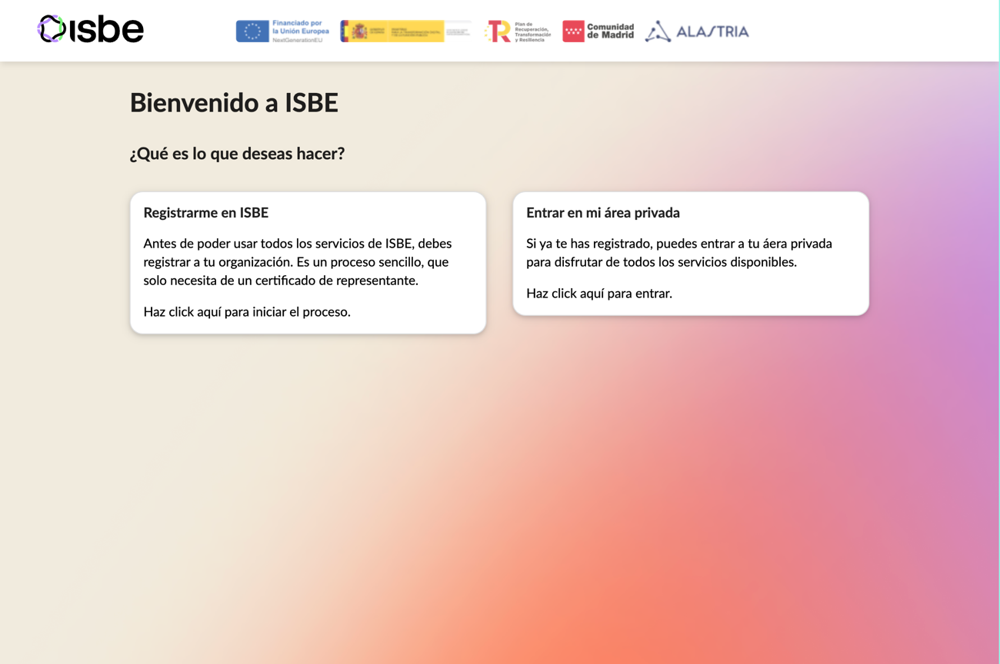 isbe
Financiado por
la Unión Europea
NextGenerationEU
Plan de
Recuperación,
Transformación
y Resiliencia
Comunidad
de Madrid
ALASTRIA
Bienvenido a ISBE
¿Qué es lo que deseas hacer?
Registrarme en ISBE
Antes de poder usar todos los servicios de ISBE, debes
registrar a tu organización. Es un proceso sencillo, que
solo necesita de un certificado de representante.
Haz click aquí para iniciar el proceso.
Entrar en mi área privada
Si ya te has registrado, puedes entrar a tu áera privada
para disfrutar de todos los servicios disponibles.
Haz click aquí para entrar.